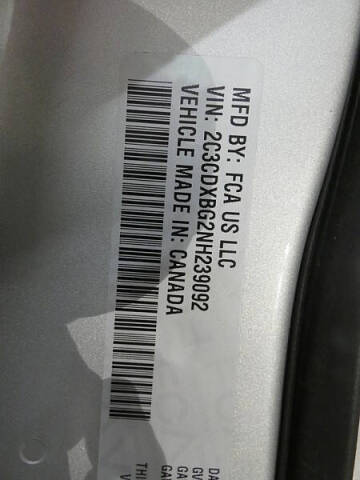 MFD BY: FCA US LLC
VIN: 2C3CDXBG2NH239092
VEHICLE MADE IN: CANADA